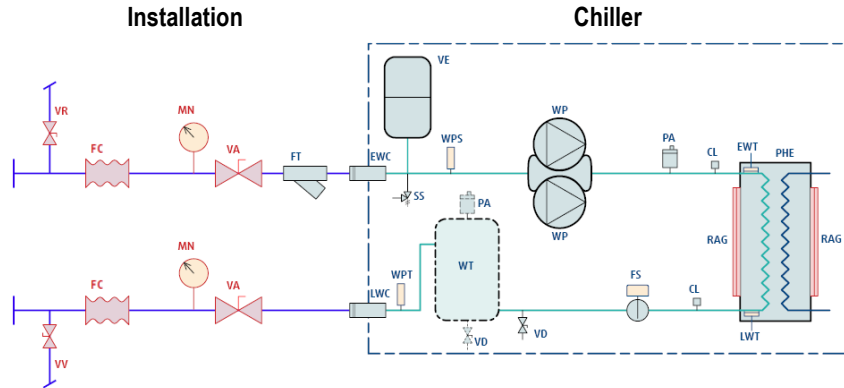 Installation
Chiller
VE
VR
MN
WP
FC
VA
FT
EWC
WPS
PA
CL
EWT
PHE
SS
PA
WP
RAG
RAG
MN
WT
FC
VA
WPT
LWC
FS
CL
VV
VD
VD
LWT